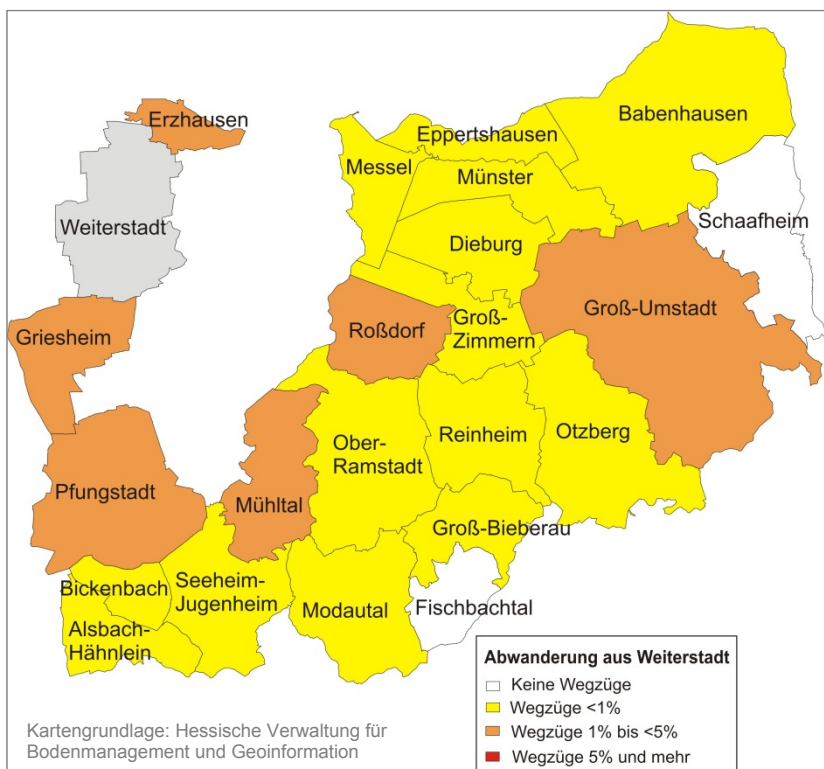 Erzhausen
Babenhausen
Eppertshausen
Messel
Münster
Weiterstadt
Schaafheim
Dieburg
Groß-Umstadt
Griesheim
Roßdorf
Groß-
Zimmern
Ober-
Ramstadt
Reinheim
Otzberg
Pfungstadt
Mühltal
Groß-Bieberau
Bickenbach
Seeheim-
Jugenheim
Modautal
Fischbachtal
Alsbach-
Hähnlein
Abwanderung aus Weiterstadt
Keine Wegzüge
Wegzüge <1%
Wegzüge 1% bis <5%
Wegzüge 5% und mehr
Kartengrundlage: Hessische Verwaltung für
Bodenmanagement und Geoinformation